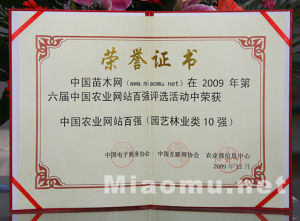 荣誉证书
中国苗木网(www.miaomu.net)在 2009 年第
六届中国农业网站百强评选活动中荣获
中国农业网站百强(园艺林业类10强)
中国电子商务协会 中国互联网协会 农业部信息中心
2009年12月
Miaomu.net